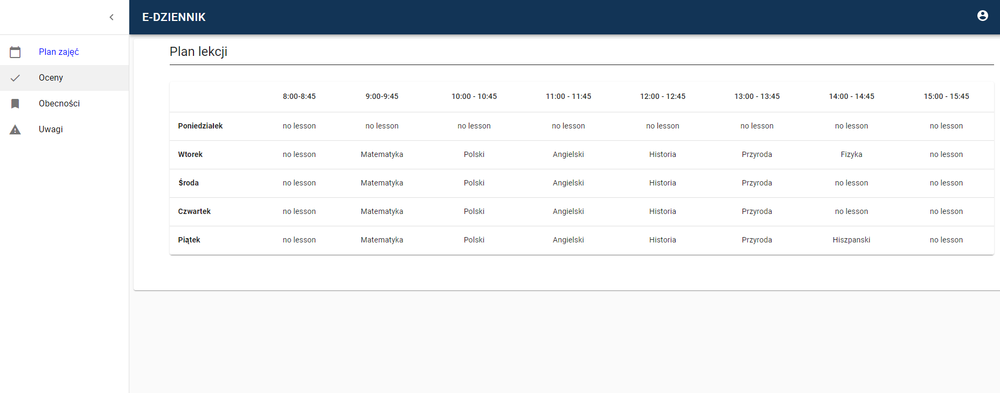 E-DZIENNIK
Plan zajęć
Oceny
Obecności
Uwagi
Plan lekcji
8:00-8:45 9:00-9:45 10:00 - 10:45 11:00 - 11:45 12:00 - 12:45 13:00 - 13:45 14:00 - 14:45 15:00 - 15:45
Poniedziałek no lesson no lesson no lesson no lesson no lesson no lesson no lesson no lesson
Wtorek no lesson Matematyka Polski Angielski Historia Przyroda Fizyka no lesson
Środa no lesson Matematyka Polski Angielski Historia Przyroda no lesson no lesson
Czwartek no lesson Matematyka Polski Angielski Historia Przyroda no lesson no lesson
Piątek no lesson Matematyka Polski Angielski Historia Przyroda Hiszpanski no lesson